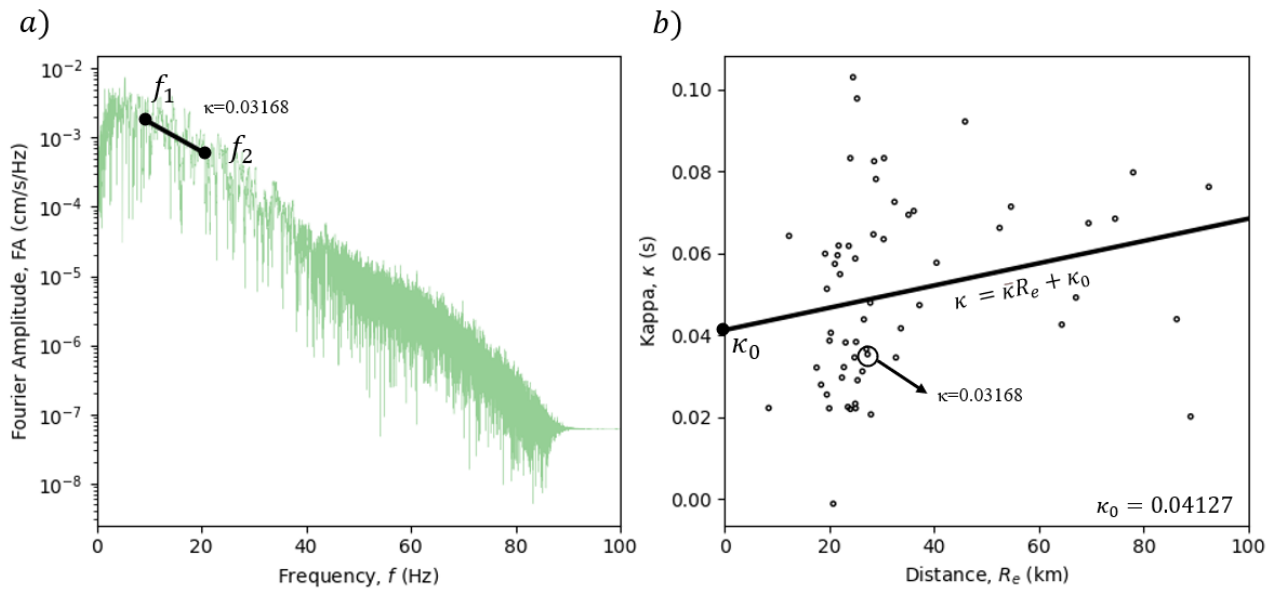 a)
10⁻²
10⁻³
10⁻⁴
10⁻⁵
10⁻⁶
10⁻⁷
10⁻⁸
Fourier Amplitude, FA (cm/s/Hz)
f₁
κ=0.03168
f₂
0 20 40 60 80 100
Frequency, f (Hz)
b)
0.10
0.08
0.06
0.04
0.02
0.00
Kappa, κ (s)
κ = κ̄Rₑ + κ₀
κ₀
κ=0.03168
κ₀ = 0.04127
0 20 40 60 80 100
Distance, Rₑ (km)